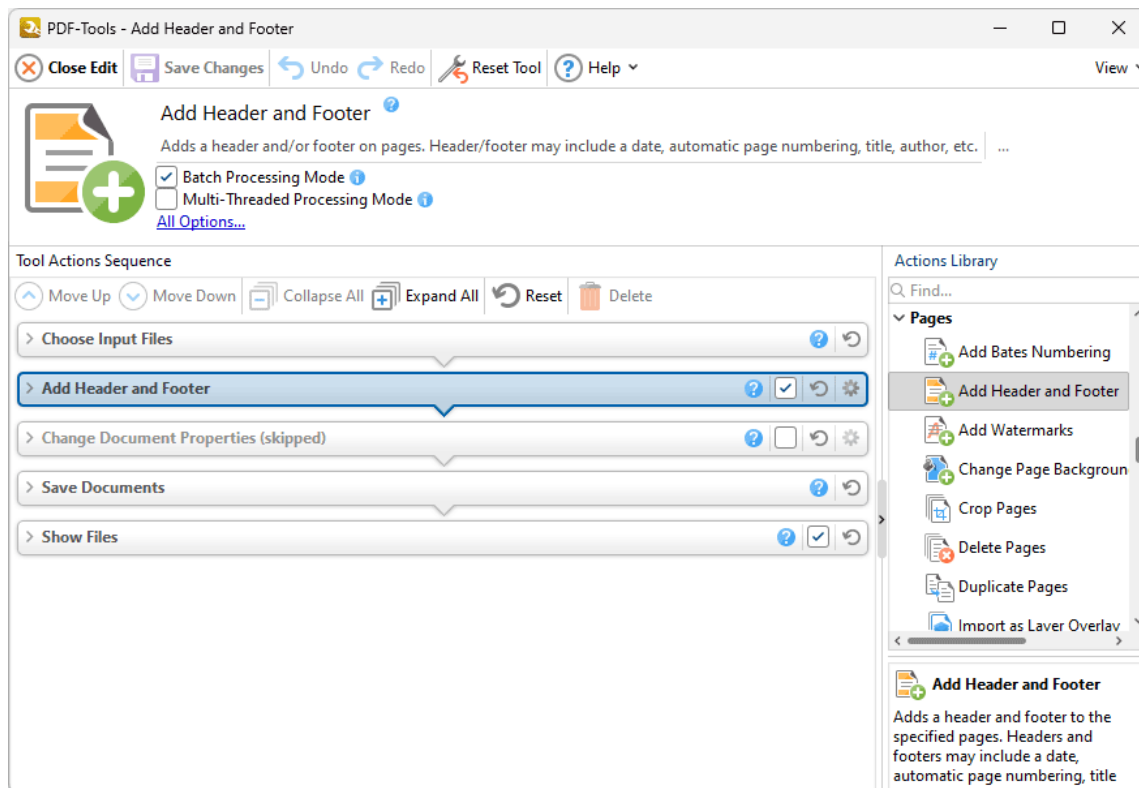 PDF-Tools - Add Header and Footer
Close Edit Save Changes Undo Redo Reset Tool Help View
Add Header and Footer
Adds a header and/or footer on pages. Header/footer may include a date, automatic page numbering, title, author, etc. ...
Batch Processing Mode
Multi-Threaded Processing Mode
All Options...
Tool Actions Sequence
Move Up Move Down Collapse All Expand All Reset Delete
Choose Input Files
Add Header and Footer
Change Document Properties (skipped)
Save Documents
Show Files
Actions Library
Find...
Pages
Add Bates Numbering
Add Header and Footer
Add Watermarks
Change Page Backgroun
Crop Pages
Delete Pages
Duplicate Pages
Import as Layer Overlay
Add Header and Footer
Adds a header and footer to the
specified pages. Headers and
footers may include a date,
automatic page numbering, title